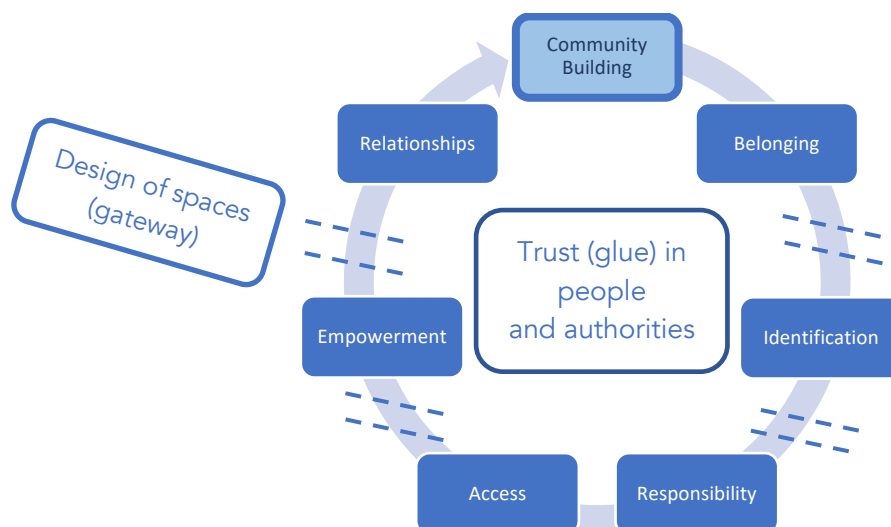 Community
Building
Relationships
Belonging
Design of spaces
(gateway)
Trust (glue) in
people
and authorities
Empowerment
Identification
Access
Responsibility